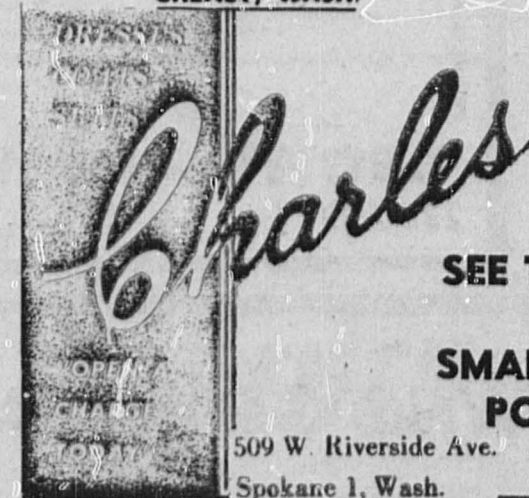 DRESSES
COATS
SUITS
Charles
SEE
SMA
PO
OPEN A
CHARGE
TODAY
509 W. Riverside Ave.
Spokane 1, Wash.